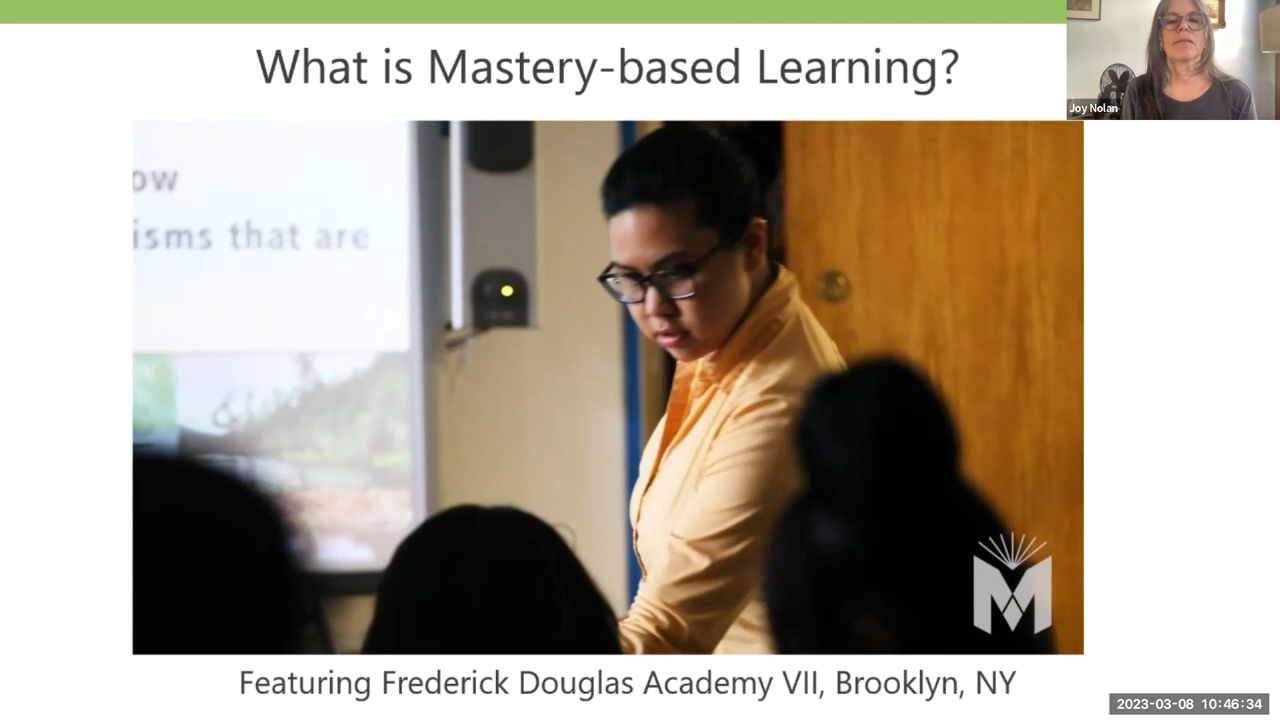 What is Mastery-based Learning?
Joy Nolan
ow
isms that are
Featuring Frederick Douglas Academy VII, Brooklyn, NY
2023-03-08 10:46:34